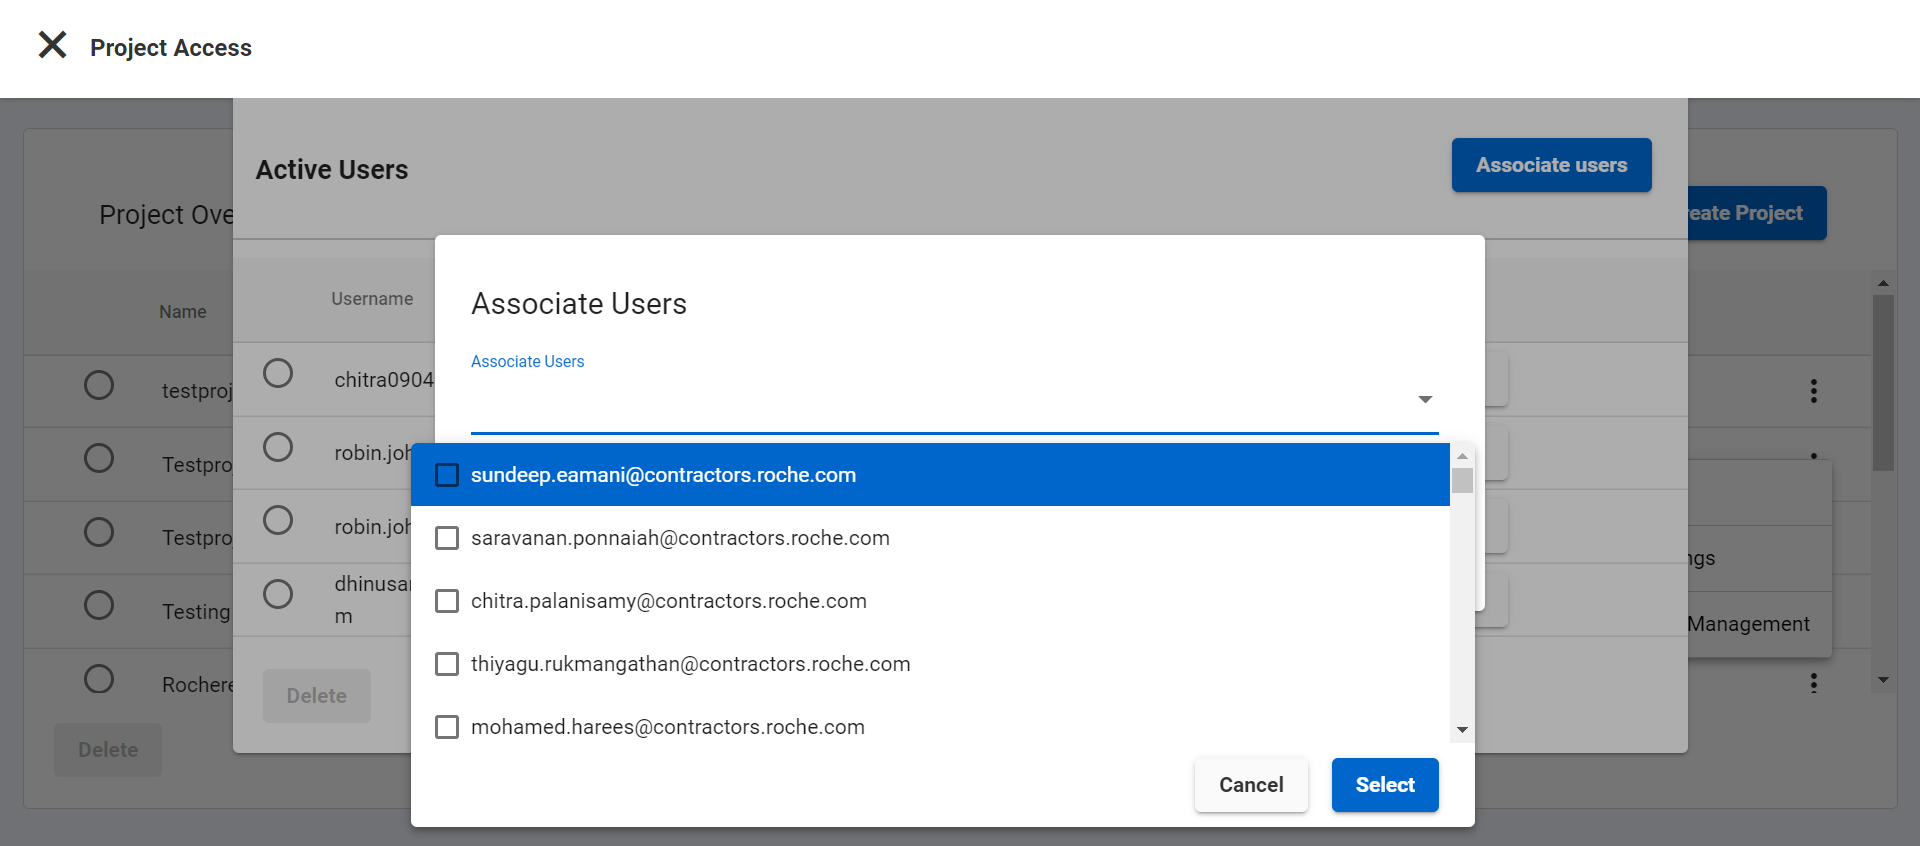 Project Access
Active Users
Associate users
Project Ove
reate Project
Associate Users
Username
Name
Associate Users
chitra0904
testproj
robin.joh
Testpro
sundeep.eamani@contractors.roche.com
robin.joh
Testpro
saravanan.ponnaiah@contractors.roche.com
ngs
dhinusar
m
Testing
chitra.palanisamy@contractors.roche.com
Management
thiyagu.rukmangathan@contractors.roche.com
Rochere
Delete
mohamed.harees@contractors.roche.com
Delete
Cancel
Select